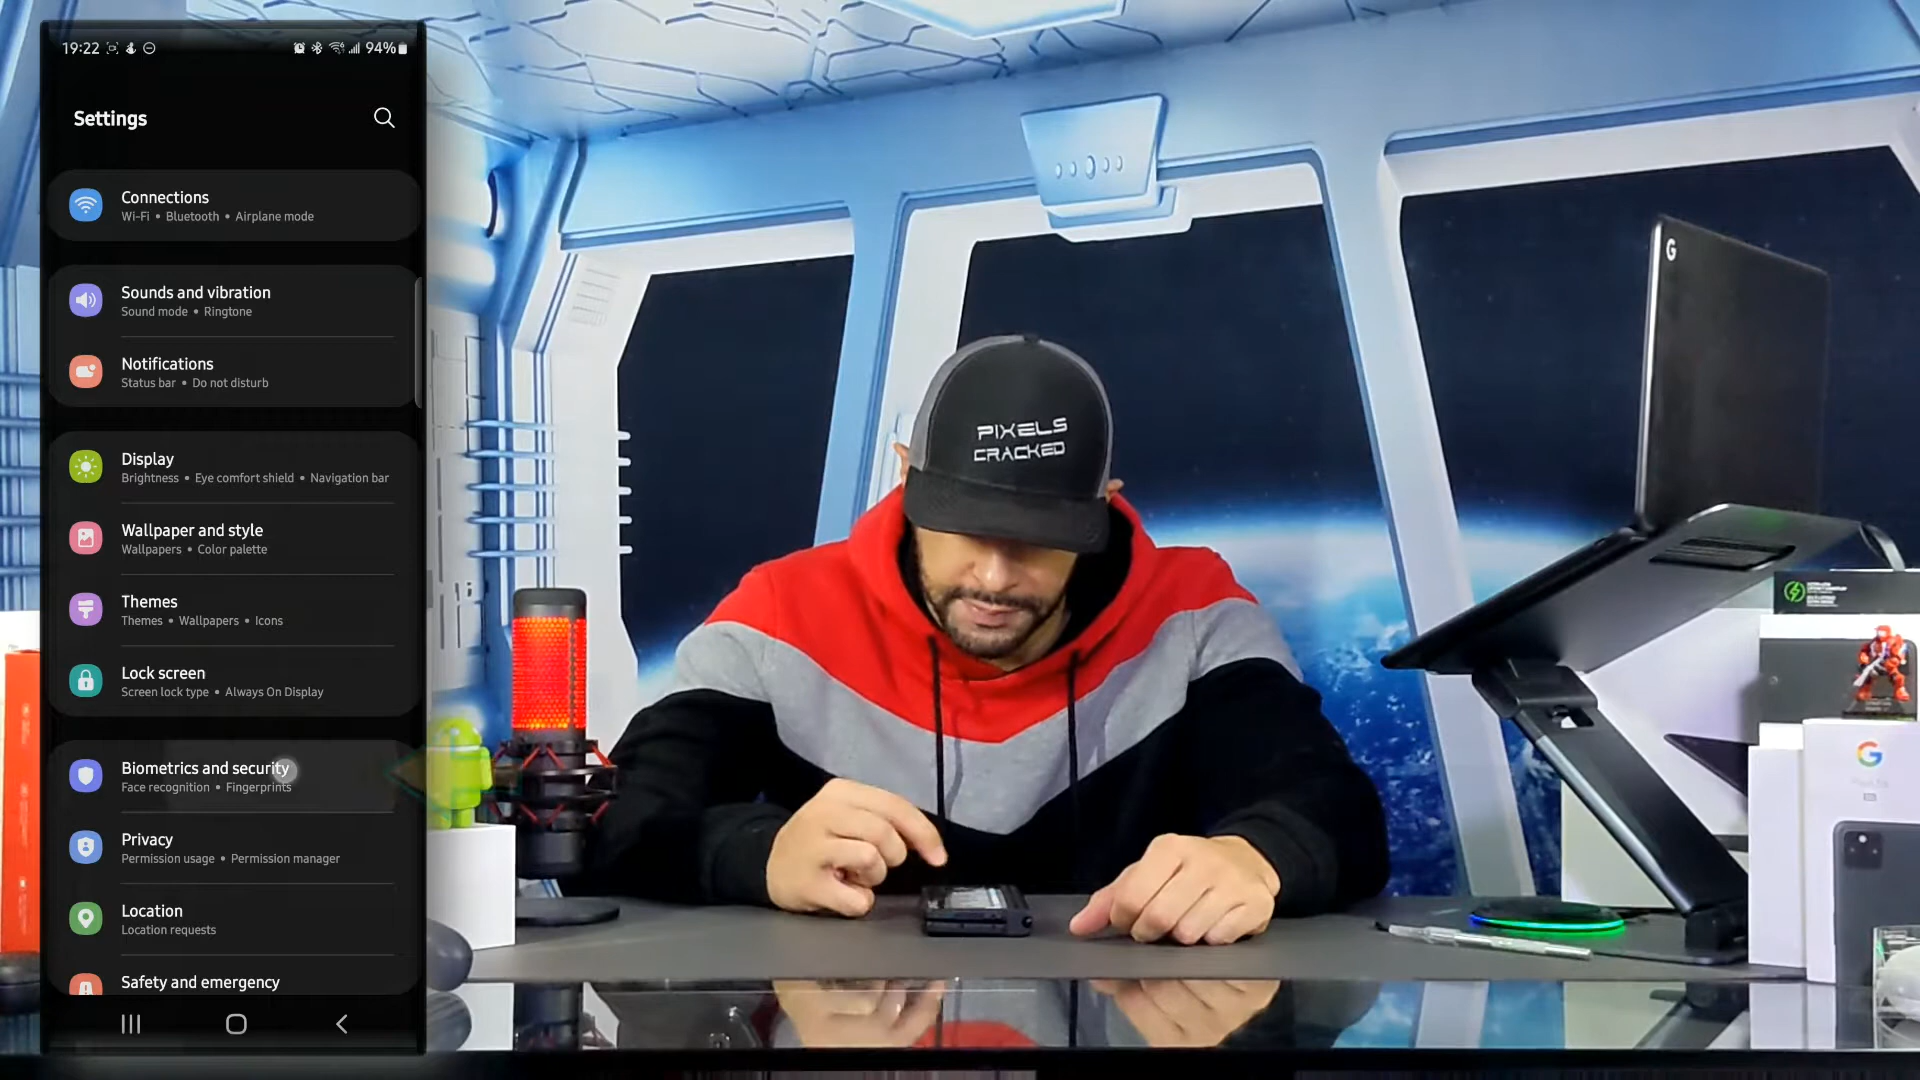 19:22
94%
Settings
Connections
Wi-Fi • Bluetooth • Airplane mode
Sounds and vibration
Sound mode • Ringtone
Notifications
Status bar • Do not disturb
Display
Brightness • Eye comfort shield • Navigation bar
Wallpaper and style
Wallpapers • Color palette
Themes
Themes • Wallpapers • Icons
Lock screen
Screen lock type • Always On Display
Biometrics and security
Face recognition • Fingerprints
Privacy
Permission usage • Permission manager
Location
Location requests
Safety and emergency
PIXELS
CRACKED
G
G